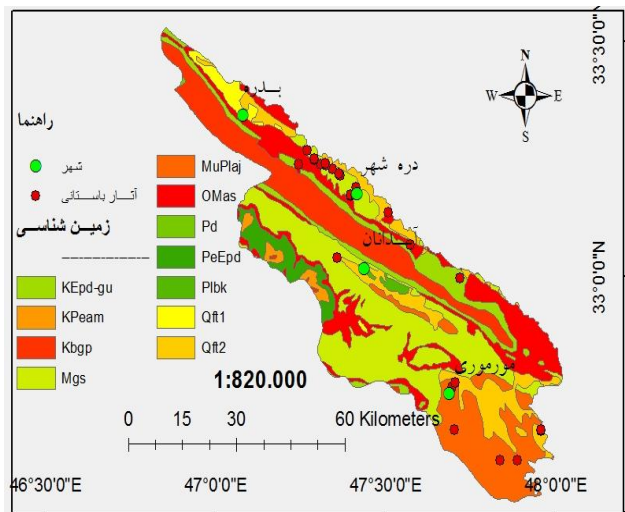 33°30'0"
N
W
E
S
بـدره
راهنما
شهر
آثار باستانی
زمین شناسی
دره شهر
آبدانان
33°0'0"N
مورموری
MuPlaj
OMas
Pd
PeEpd
Plbk
Qft1
Qft2
KEpd-gu
KPeam
Kbgp
Mgs
1:820.000
0 15 30 60 Kilometers
46°30'0"E 47°0'0"E 47°30'0"E 48°0'0"E